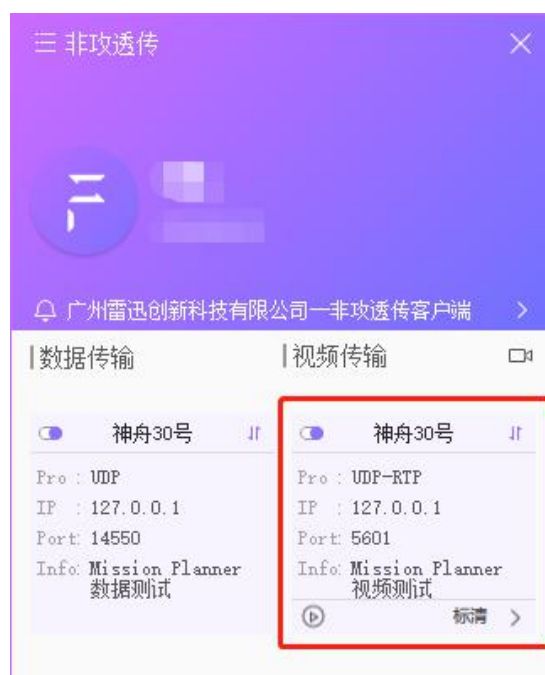 非攻透传
广州雷迅创新科技有限公司—非攻透传客户端
数据传输
视频传输
神舟30号
Pro : UDP
IP : 127.0.0.1
Port: 14550
Info: Mission Planner
数据测试
神舟30号
Pro : UDP-RTP
IP : 127.0.0.1
Port: 5601
Info: Mission Planner
视频测试
标清